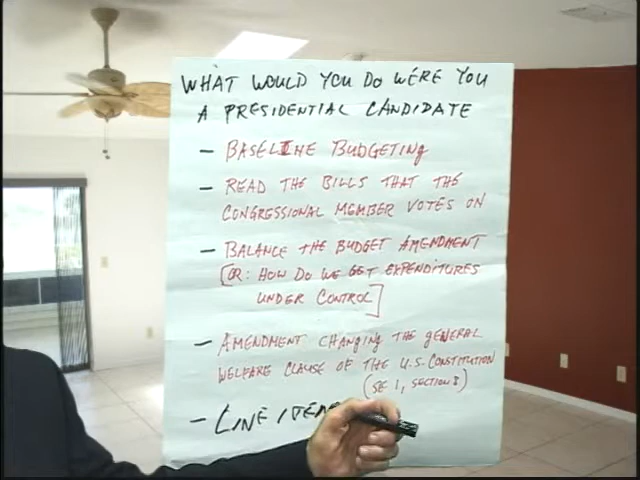 WHAT WOULD YOU DO WERE YOU
A PRESIDENTIAL CANDIDATE
- BASELINE BUDGETING
- READ THE BILLS THAT THE
CONGRESSIONAL MEMBER VOTES ON
- BALANCE THE BUDGET AMENDMENT
[OR: HOW DO WE GET EXPENDITURES
UNDER CONTROL]
- AMENDMENT CHANGING THE GENERAL
WELFARE CLAUSE OF THE U.S. CONSTITUTION
(SE 1, SECTION 8)
- LINE ITEM